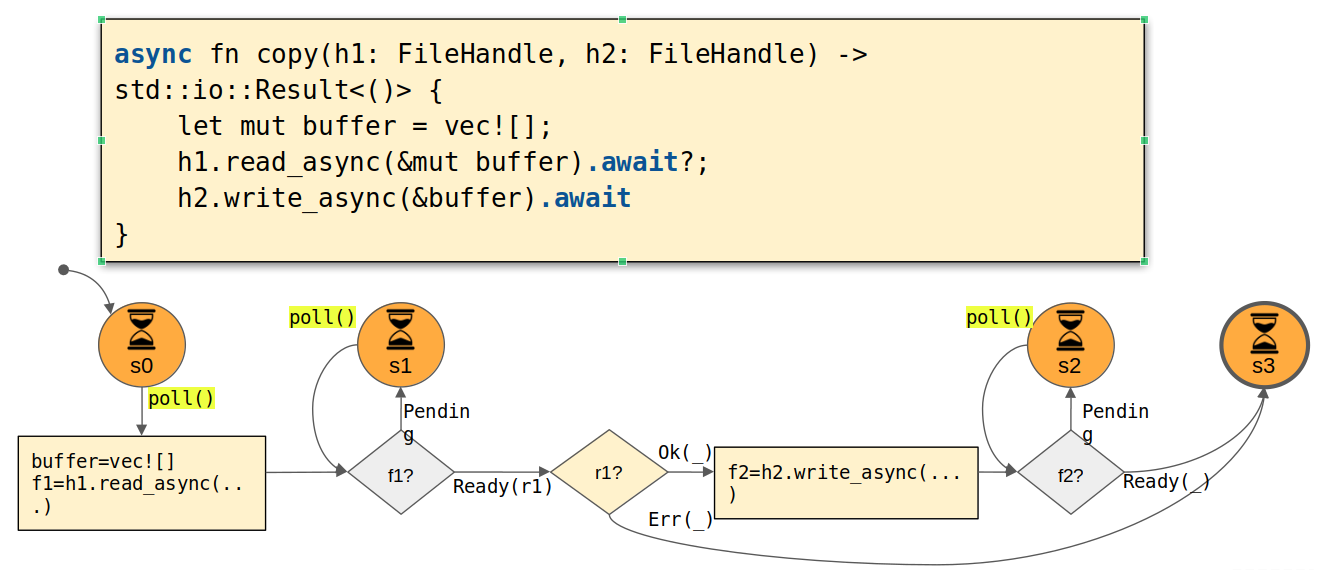 async fn copy(h1: FileHandle, h2: FileHandle) ->
std::io::Result<()> {
    let mut buffer = vec![];
    h1.read_async(&mut buffer).await?;
    h2.write_async(&buffer).await
}
s0
poll()
poll()
s1
poll()
s2
s3
Pendin
g
Pendin
g
buffer=vec![]
f1=h1.read_async(..
.)
f1?
Ready(r1)
r1?
Ok(_)
Err(_)
f2=h2.write_async(...
)
f2?
Ready(_)